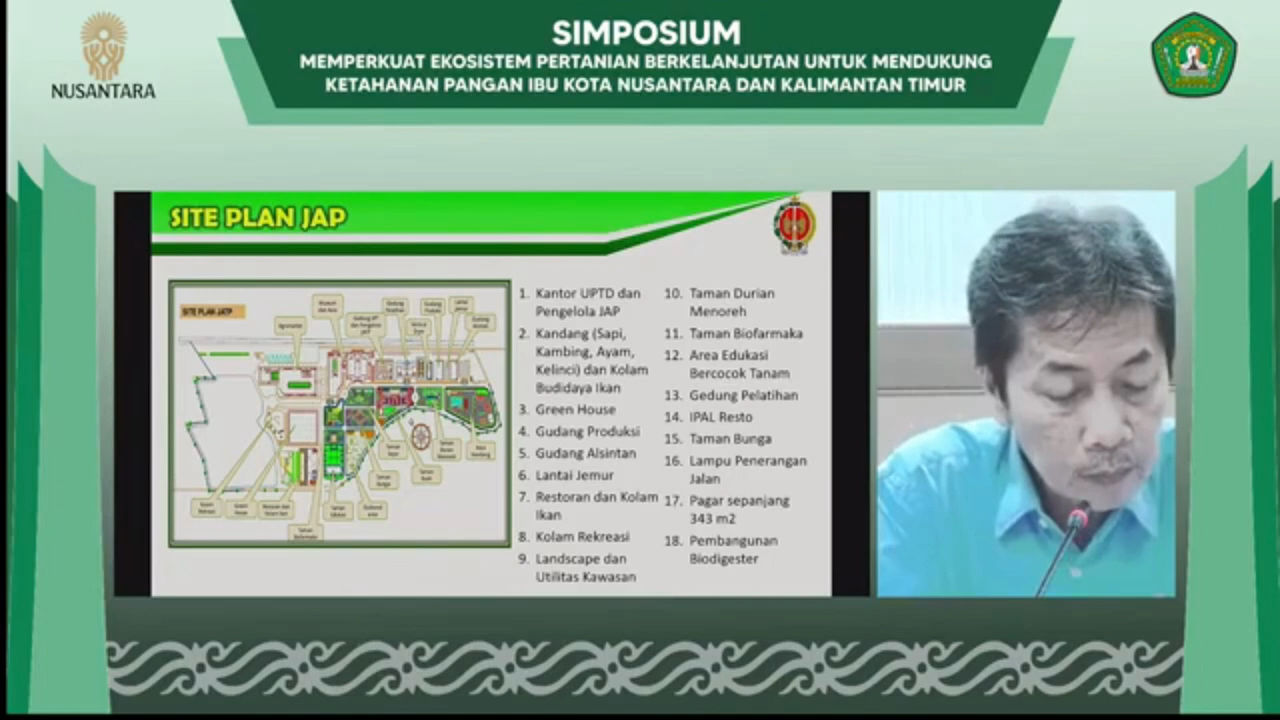 SIMPOSIUM
MEMPERKUAT EKOSISTEM PERTANIAN BERKELANJUTAN UNTUK MENDUKUNG
KETAHANAN PANGAN IBU KOTA NUSANTARA DAN KALIMANTAN TIMUR
NUSANTARA
SITE PLAN JAP
SITE PLAN JATP
1. Kantor UPTD dan
Pengelola JAP
2. Kandang (Sapi,
Kambing, Ayam,
Kelinci) dan Kolam
Budidaya Ikan
3. Green House
4. Gudang Produksi
5. Gudang Alsintan
6. Lantai Jemur
7. Restoran dan Kolam
Ikan
8. Kolam Rekreasi
9. Landscape dan
Utilitas Kawasan
10. Taman Durian
Menoreh
11. Taman Biofarmaka
12. Area Edukasi
Bercocok Tanam
13. Gedung Pelatihan
14. IPAL Resto
15. Taman Bunga
16. Lampu Penerangan
Jalan
17. Pagar sepanjang
343 m2
18. Pembangunan
Biodigester